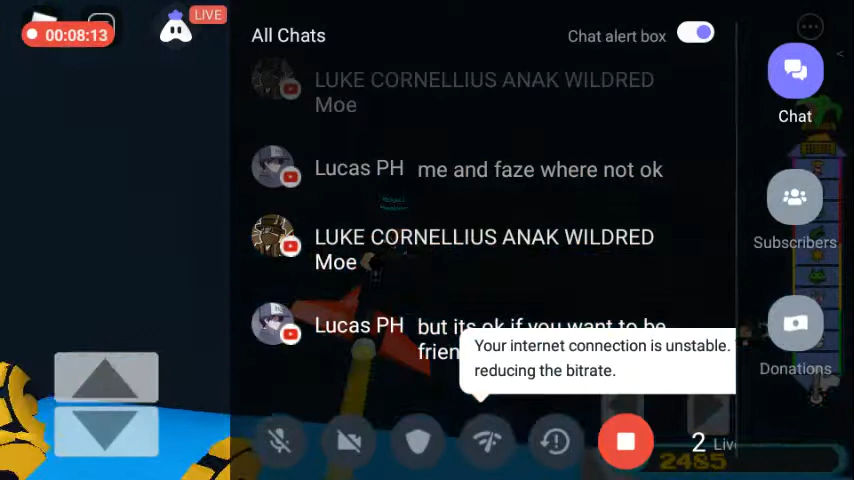 00:08:13
LIVE
All Chats
Chat alert box
LUKE CORNELLIUS ANAK WILDRED
Moe
Chat
Lucas PH me and faze where not ok
LUKE CORNELLIUS ANAK WILDRED
Moe
Subscribers
Lucas PH but its ok if you want to be
frien
Your internet connection is unstable.
reducing the bitrate.
Donations
2 Liv
2485